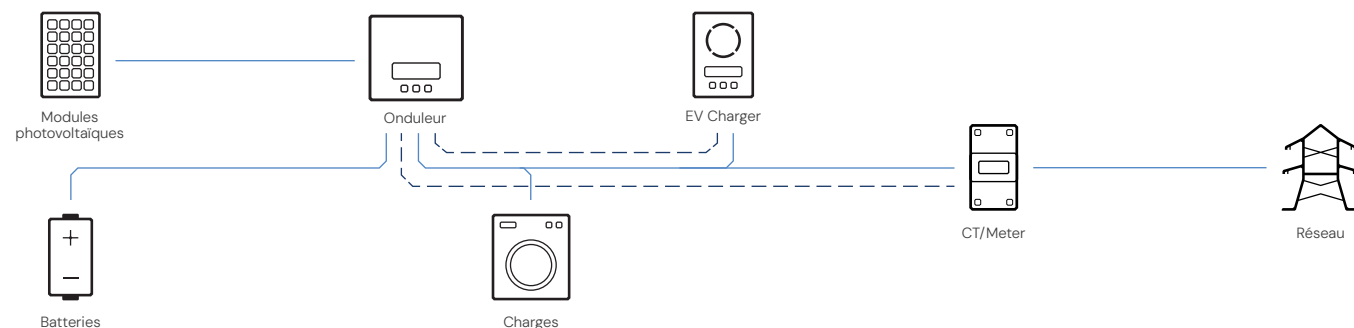 Modules
photovoltaïques
Onduleur
EV Charger
CT/Meter
Réseau
Batteries
Charges